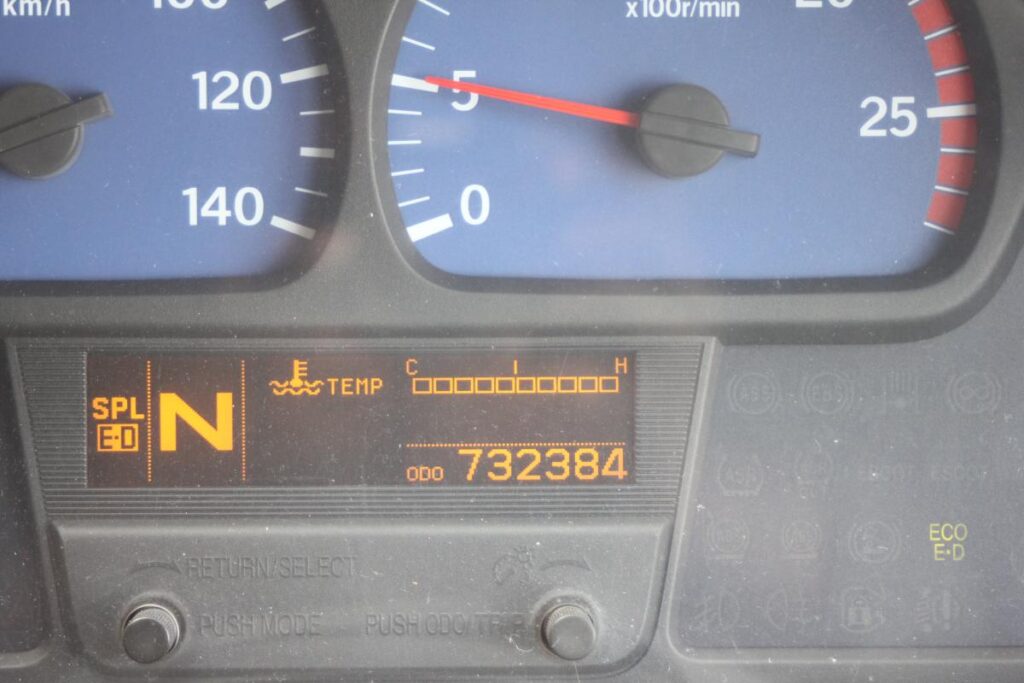 km/h
120
140
x100r/min
5
0
25
SPL
E·D
N
TEMP
C
H
ODO 732384
RETURN/SELECT
PUSH MODE
PUSH ODO/TRIP
ECO
E·D